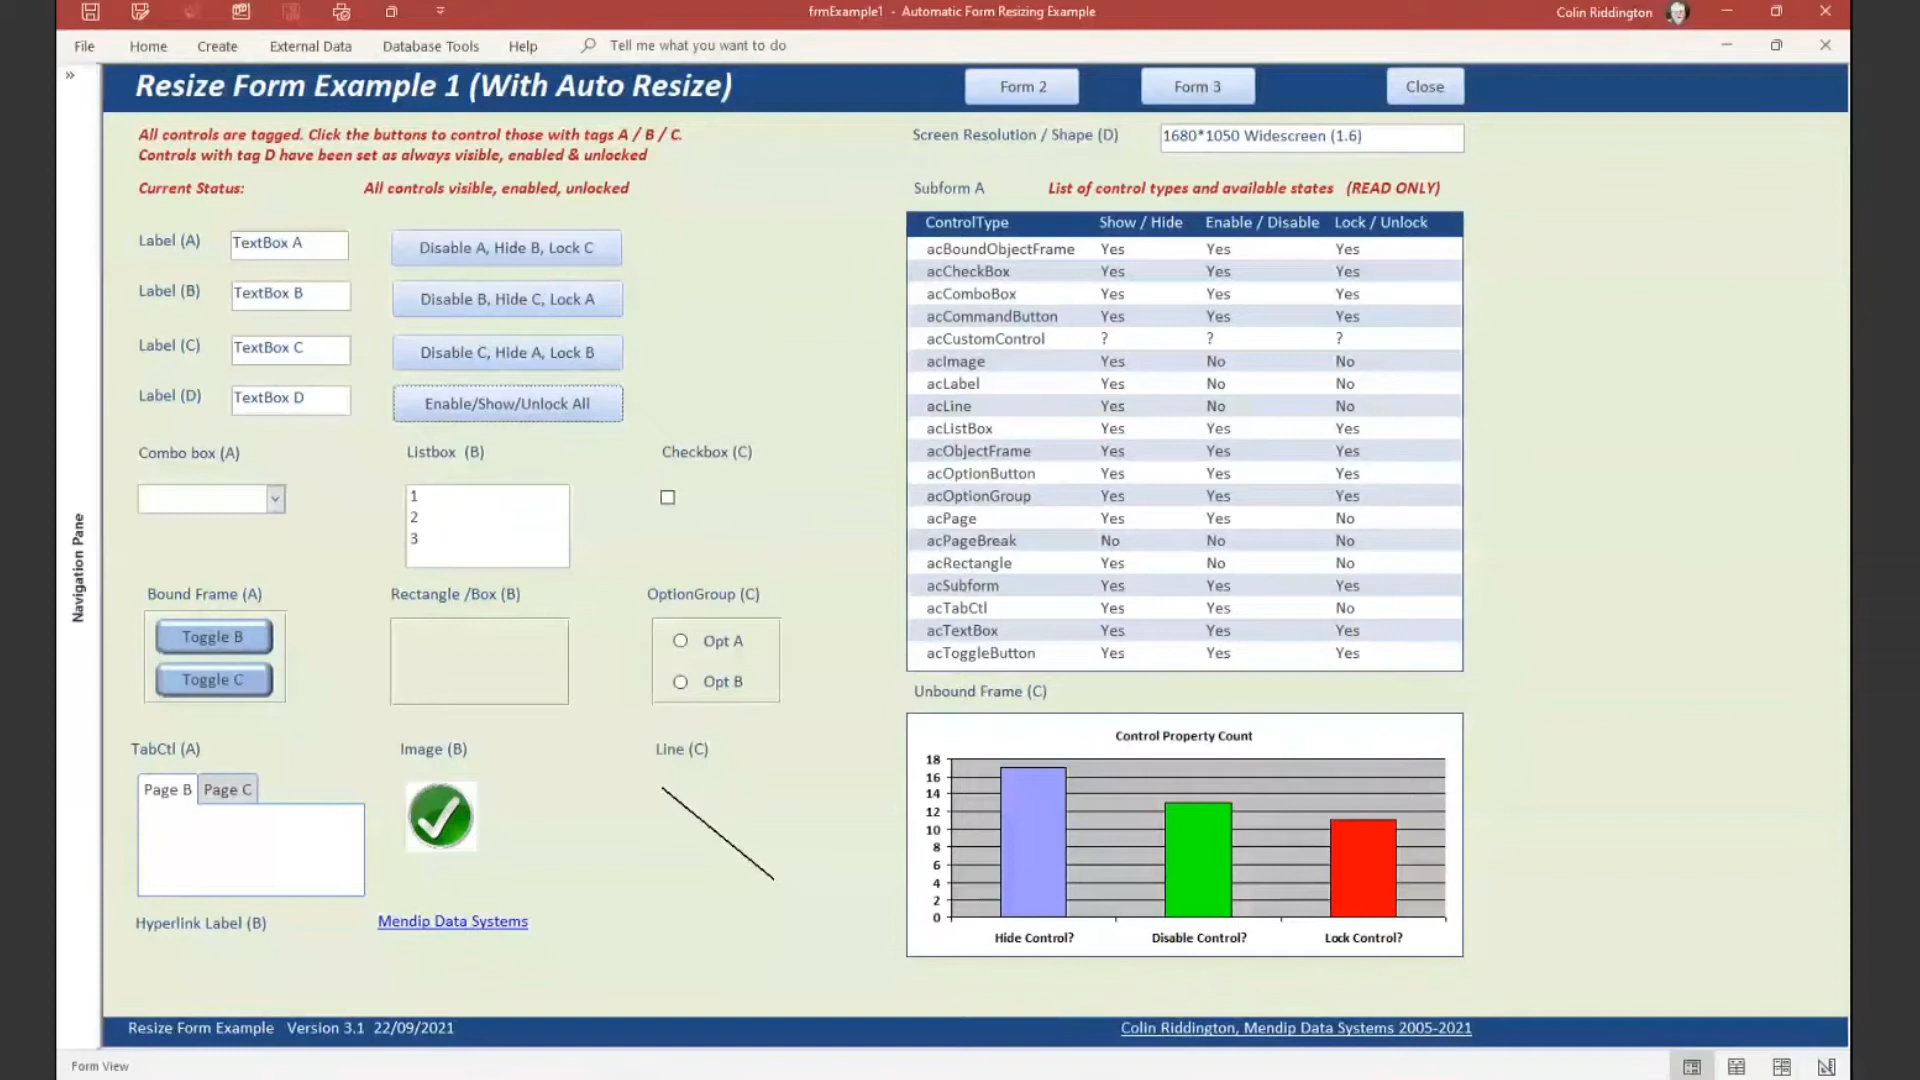 frmExample1 - Automatic Form Resizing Example
Colin Riddington
File Home Create External Data Database Tools Help Tell me what you want to do
»
Navigation Pane
Resize Form Example 1 (With Auto Resize)
Form 2
Form 3
Close
All controls are tagged. Click the buttons to control those with tags A / B / C.
Controls with tag D have been set as always visible, enabled & unlocked
Current Status: All controls visible, enabled, unlocked
Label (A) TextBox A Disable A, Hide B, Lock C
Label (B) TextBox B Disable B, Hide C, Lock A
Label (C) TextBox C Disable C, Hide A, Lock B
Label (D) TextBox D Enable/Show/Unlock All
Combo box (A) Listbox (B) Checkbox (C)
1
2
3
Bound Frame (A) Rectangle /Box (B) OptionGroup (C)
Toggle B
Toggle C
Opt A
Opt B
TabCtl (A) Image (B) Line (C)
Page B Page C
Hyperlink Label (B) Mendip Data Systems
Screen Resolution / Shape (D) 1680*1050 Widescreen (1.6)
Subform A List of control types and available states (READ ONLY)
ControlType Show / Hide Enable / Disable Lock / Unlock
acBoundObjectFrame Yes Yes Yes
acCheckBox Yes Yes Yes
acComboBox Yes Yes Yes
acCommandButton Yes Yes Yes
acCustomControl ? ? ?
acImage Yes No No
acLabel Yes No No
acLine Yes No No
acListBox Yes Yes Yes
acObjectFrame Yes Yes Yes
acOptionButton Yes Yes Yes
acOptionGroup Yes Yes Yes
acPage Yes Yes No
acPageBreak No No No
acRectangle Yes No No
acSubform Yes Yes Yes
acTabCtl Yes Yes No
acTextBox Yes Yes Yes
acToggleButton Yes Yes Yes
Unbound Frame (C)
Control Property Count
18
16
14
12
10
8
6
4
2
0
Hide Control? Disable Control? Lock Control?
Resize Form Example Version 3.1 22/09/2021
Colin Riddington, Mendip Data Systems 2005-2021
Form View